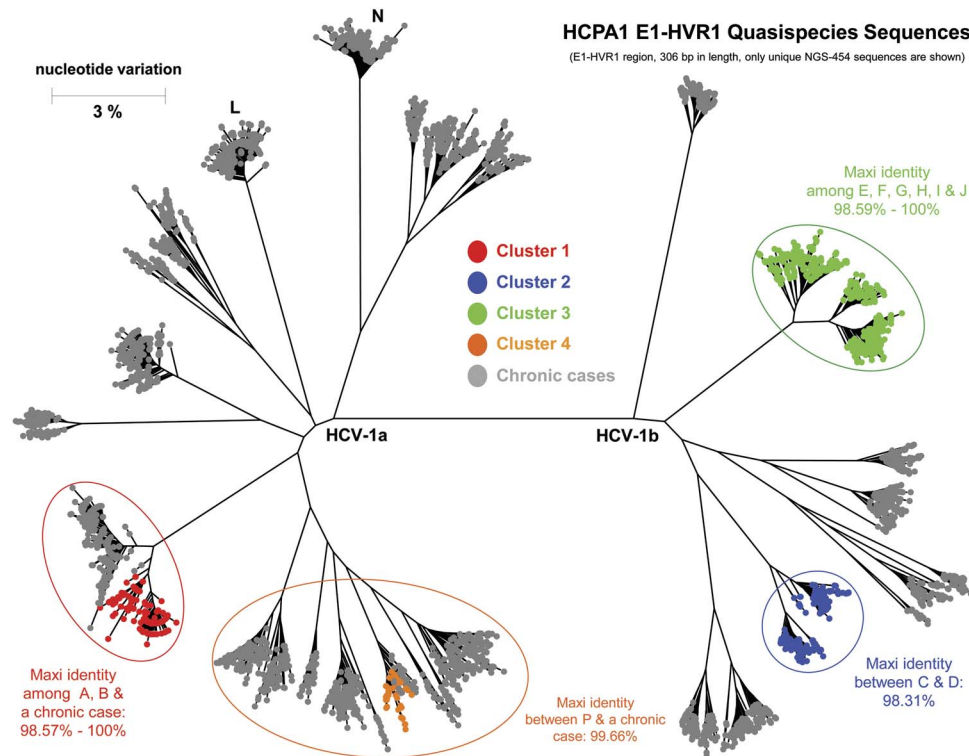 HCPA1 E1-HVR1 Quasispecies Sequences
(E1-HVR1 region, 306 bp in length, only unique NGS-454 sequences are shown)
nucleotide variation
3 %
N
L
Maxi identity
among E, F, G, H, I & J
98.59% - 100%
Cluster 1
Cluster 2
Cluster 3
Cluster 4
Chronic cases
HCV-1a
HCV-1b
Maxi identity
among A, B &
a chronic case:
98.57% - 100%
Maxi identity
between P & a chronic
case: 99.66%
Maxi identity
between C & D:
98.31%